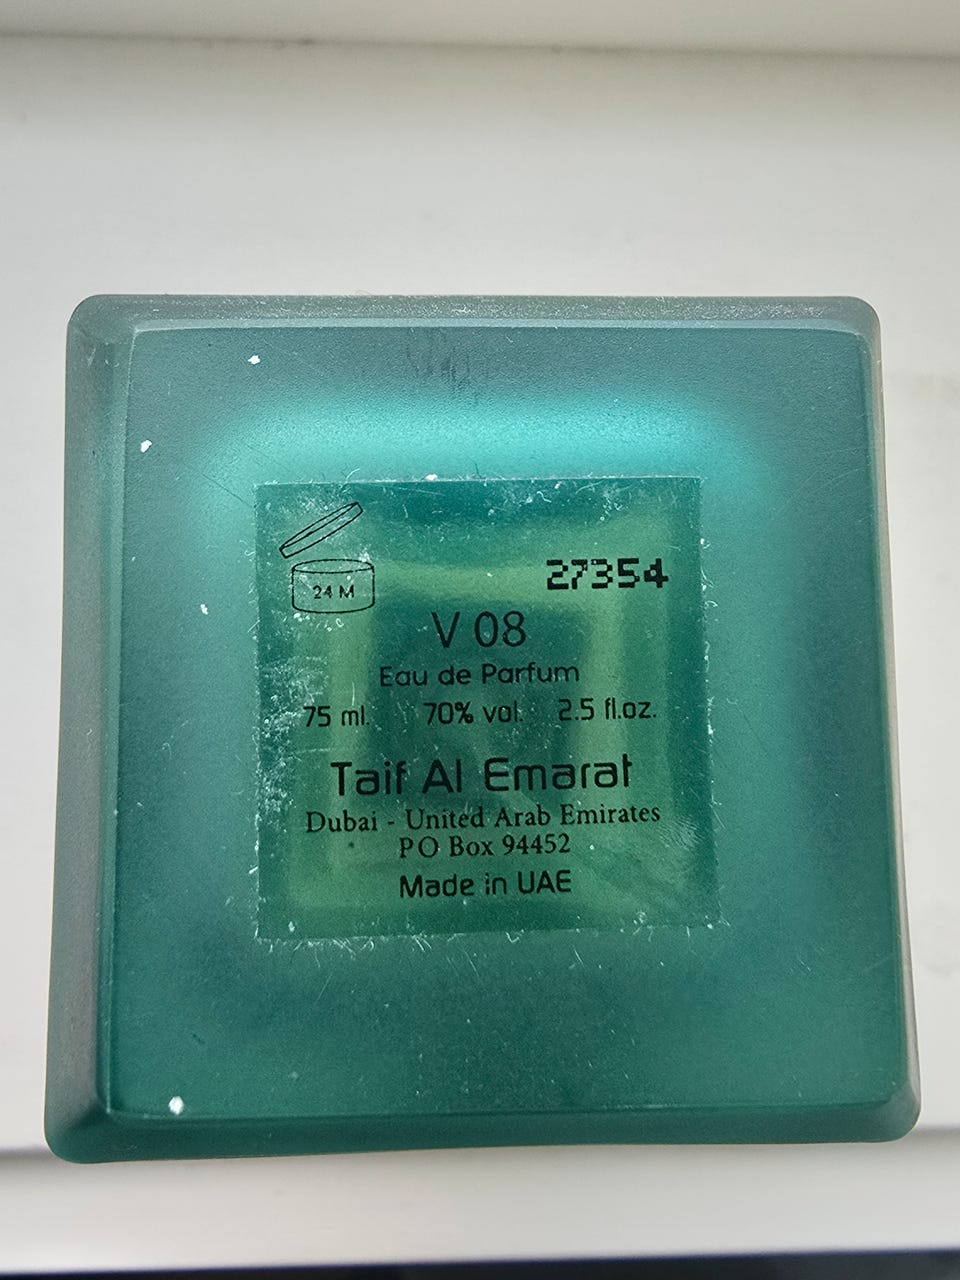 24 M
27354
V 08
Eau de Parfum
75 ml. 70% vol. 2.5 fl.oz.
Taif Al Emarat
Dubai - United Arab Emirates
PO Box 94452
Made in UAE